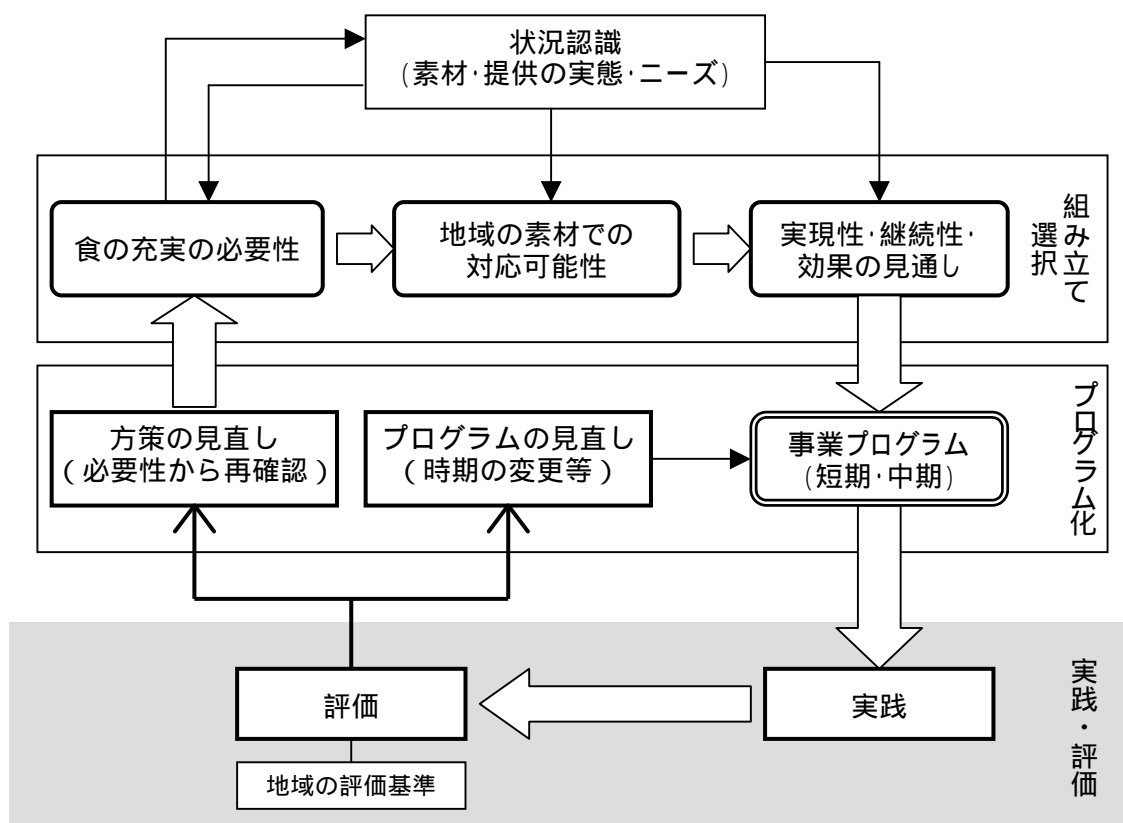 状況認識
(素材･提供の実態･ニーズ)
食の充実の必要性
地域の素材での
対応可能性
実現性･継続性･
効果の見通し
組み立て
選択
方策の見直し
(必要性から再確認)
プログラムの見直し
(時期の変更等)
事業プログラム
(短期･中期)
プログラム化
評価
実践
地域の評価基準
実践・評価